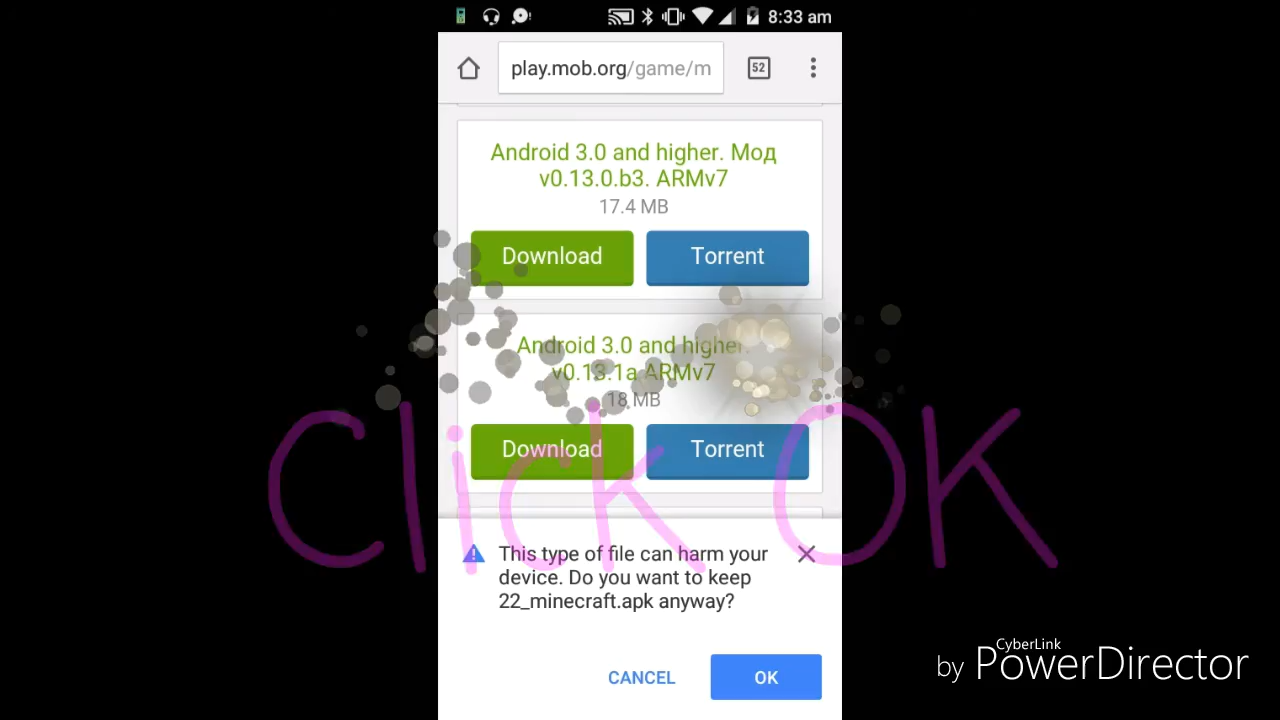 8:33 am
play.mob.org/game/m
52
Android 3.0 and higher. Мод
v0.13.0.b3. ARMv7
17.4 MB
Download Torrent
Android 3.0 and higher
v0.13.1a ARMv7
18 MB
Download Torrent
Click OK
This type of file can harm your
device. Do you want to keep
22_minecraft.apk anyway?
CANCEL OK
CyberLink
by PowerDirector